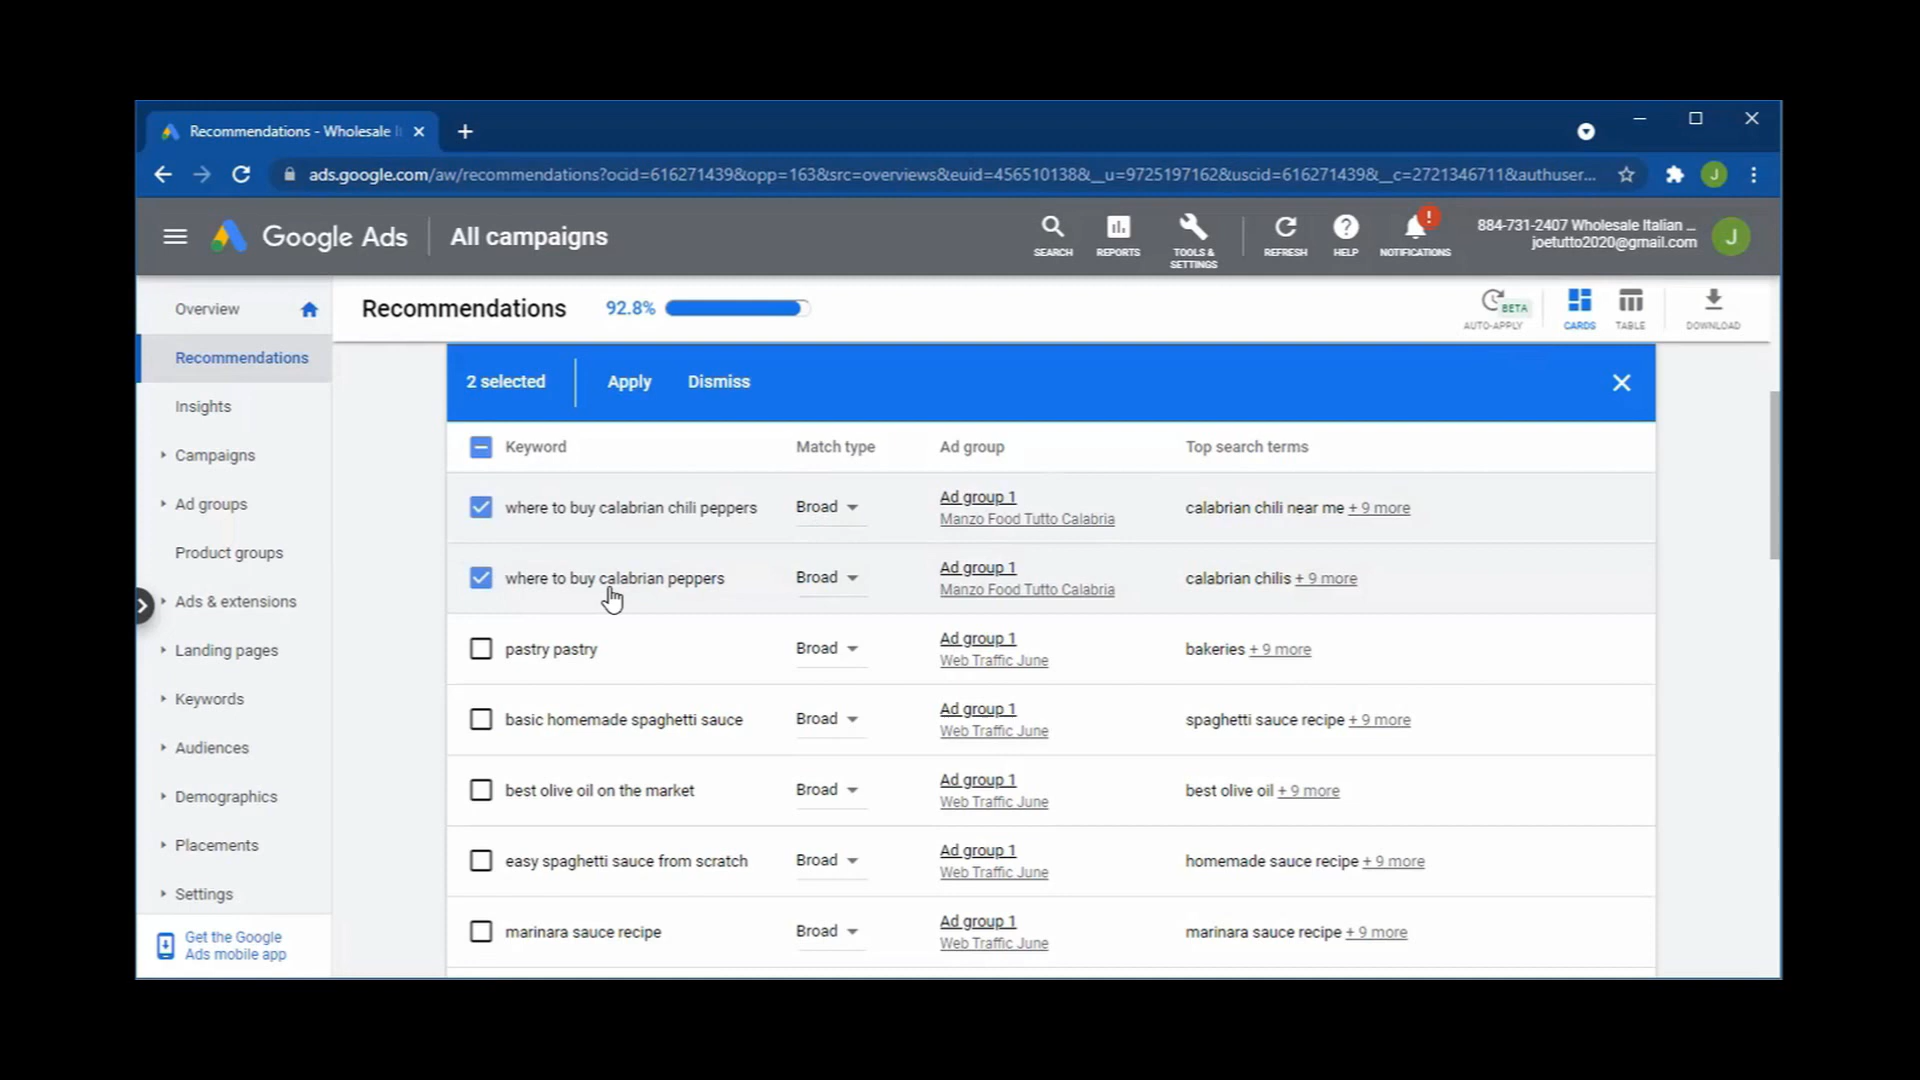 Recommendations - Wholesale
ads.google.com/aw/recommendations?ocid=616271439&opp=163&src=overviews&euid=456510138&__u=9725197162&uscid=616271439&__c=2721346711&authuser...
J
Google Ads
All campaigns
SEARCH
REPORTS
TOOLS &
SETTINGS
REFRESH
HELP
!
NOTIFICATIONS
884-731-2407 Wholesale Italian ...
joetutto2020@gmail.com
J
Overview
Recommendations
Insights
Campaigns
Ad groups
Product groups
Ads & extensions
Landing pages
Keywords
Audiences
Demographics
Placements
Settings
Get the Google
Ads mobile app
Recommendations 92.8%
BETA
AUTO-APPLY
CARDS
TABLE
DOWNLOAD
2 selected Apply Dismiss
Keyword Match type Ad group Top search terms
where to buy calabrian chili peppers Broad Ad group 1 calabrian chili near me + 9 more
Manzo Food Tutto Calabria
where to buy calabrian peppers Broad Ad group 1 calabrian chilis + 9 more
Manzo Food Tutto Calabria
pastry pastry Broad Ad group 1 bakeries + 9 more
Web Traffic June
basic homemade spaghetti sauce Broad Ad group 1 spaghetti sauce recipe + 9 more
Web Traffic June
best olive oil on the market Broad Ad group 1 best olive oil + 9 more
Web Traffic June
easy spaghetti sauce from scratch Broad Ad group 1 homemade sauce recipe + 9 more
Web Traffic June
marinara sauce recipe Broad Ad group 1 marinara sauce recipe + 9 more
Web Traffic June